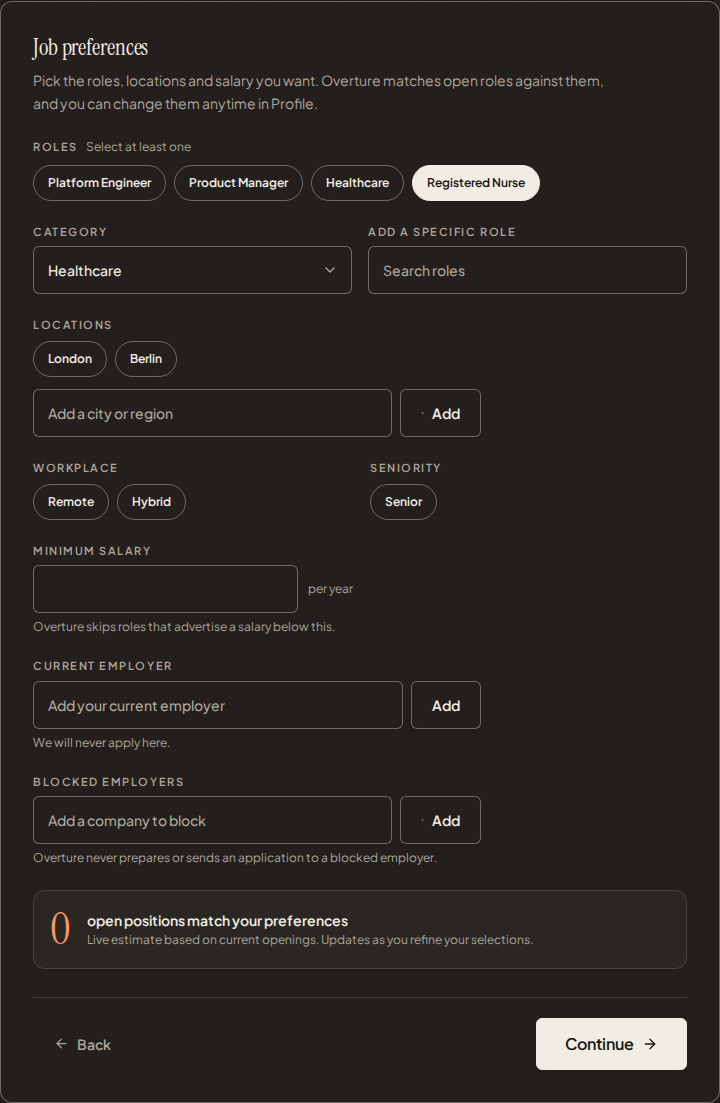 Job preferences
Pick the roles, locations and salary you want. Overture matches open roles against them,
and you can change them anytime in Profile.
ROLES Select at least one
Platform Engineer Product Manager Healthcare Registered Nurse
CATEGORY ADD A SPECIFIC ROLE
Healthcare Search roles
LOCATIONS
London Berlin
Add a city or region Add
WORKPLACE SENIORITY
Remote Hybrid Senior
MINIMUM SALARY
per year
Overture skips roles that advertise a salary below this.
CURRENT EMPLOYER
Add your current employer Add
We will never apply here.
BLOCKED EMPLOYERS
Add a company to block Add
Overture never prepares or sends an application to a blocked employer.
0 open positions match your preferences
Live estimate based on current openings. Updates as you refine your selections.
← Back Continue →